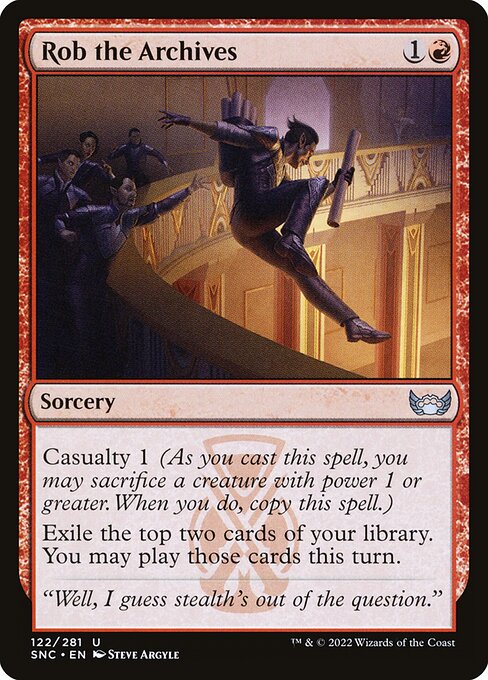 Rob the Archives 1
Sorcery
Casualty 1 (As you cast this spell, you
may sacrifice a creature with power 1 or
greater. When you do, copy this spell.)
Exile the top two cards of your library.
You may play those cards this turn.
“Well, I guess stealth’s out of the question.”
122/281 U
SNC • EN Steve Argyle
™ & © 2022 Wizards of the Coast